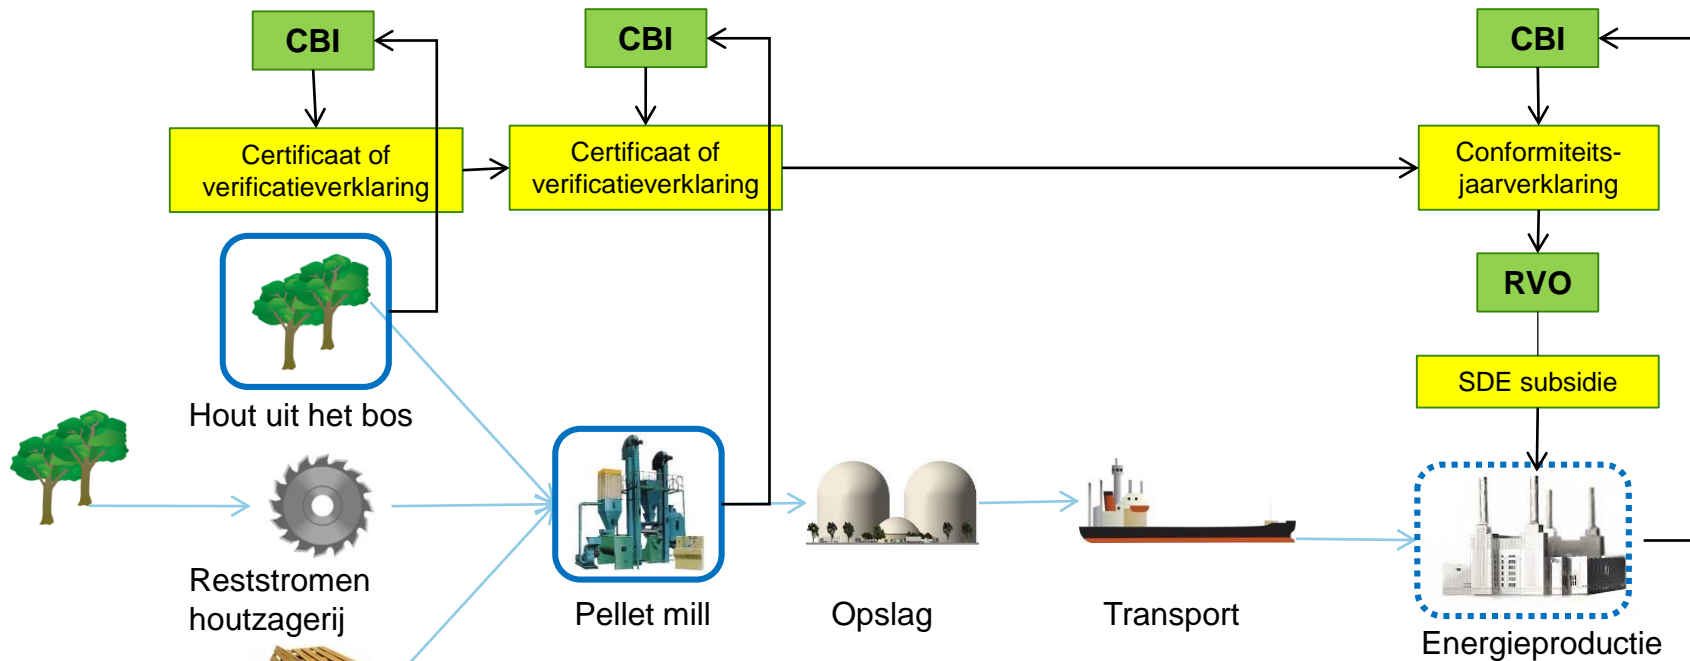 CBI
CBI
CBI
Certificaat of
verificatieverklaring
Certificaat of
verificatieverklaring
Conformiteits-
jaarverklaring
RVO
SDE subsidie
Hout uit het bos
Reststromen
houtzagerij
Pellet mill
Opslag
Transport
Energieproductie